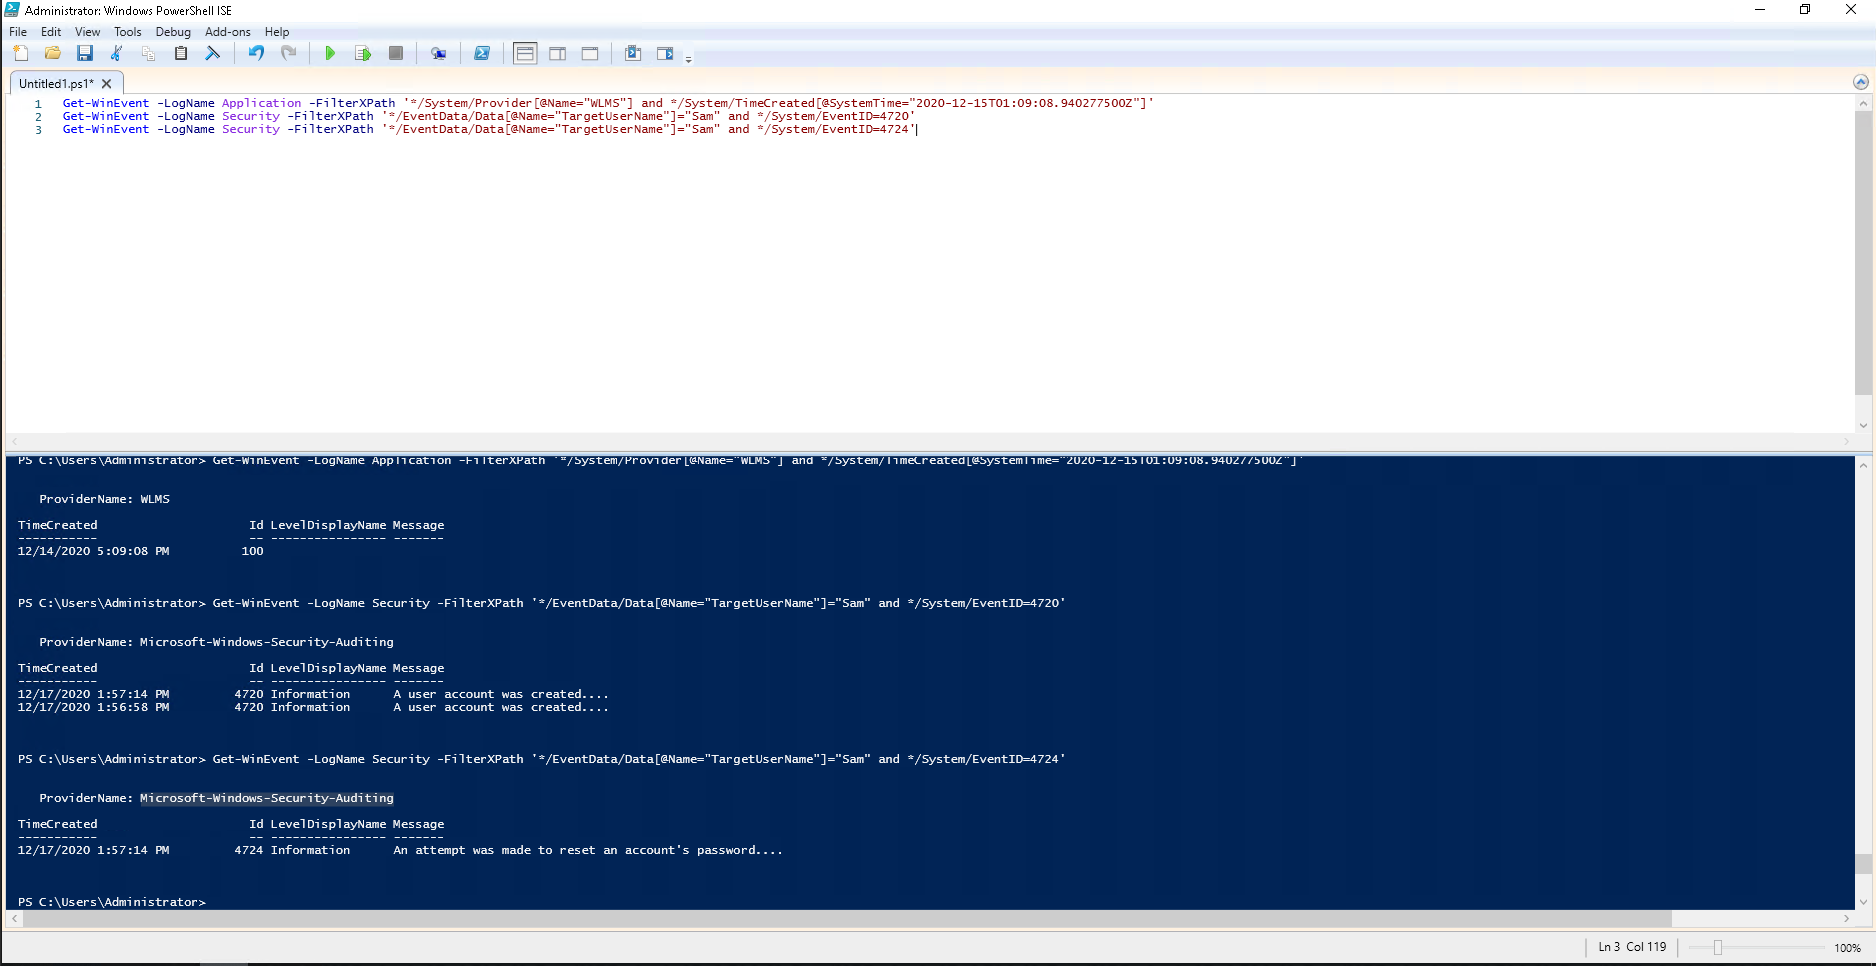 Administrator: Windows PowerShell ISE
File Edit View Tools Debug Add-ons Help
Untitled1.ps1*
1 Get-WinEvent -LogName Application -FilterXPath '*/System/Provider[@Name="WLMS"] and */System/TimeCreated[@SystemTime="2020-12-15T01:09:08.940277500Z"]'
2 Get-WinEvent -LogName Security -FilterXPath '*/EventData/Data[@Name="TargetUserName"]="Sam" and */System/EventID=4720'
3 Get-WinEvent -LogName Security -FilterXPath '*/EventData/Data[@Name="TargetUserName"]="Sam" and */System/EventID=4724'
PS C:\Users\Administrator> Get-WinEvent -LogName Application -FilterXPath '*/System/Provider[@Name="WLMS"] and */System/TimeCreated[@SystemTime="2020-12-15T01:09:08.940277500Z"]'
ProviderName: WLMS
TimeCreated Id LevelDisplayName Message
----------- -- ---------------- -------
12/14/2020 5:09:08 PM 100
PS C:\Users\Administrator> Get-WinEvent -LogName Security -FilterXPath '*/EventData/Data[@Name="TargetUserName"]="Sam" and */System/EventID=4720'
ProviderName: Microsoft-Windows-Security-Auditing
TimeCreated Id LevelDisplayName Message
----------- -- ---------------- -------
12/17/2020 1:57:14 PM 4720 Information A user account was created....
12/17/2020 1:56:58 PM 4720 Information A user account was created....
PS C:\Users\Administrator> Get-WinEvent -LogName Security -FilterXPath '*/EventData/Data[@Name="TargetUserName"]="Sam" and */System/EventID=4724'
ProviderName: Microsoft-Windows-Security-Auditing
TimeCreated Id LevelDisplayName Message
----------- -- ---------------- -------
12/17/2020 1:57:14 PM 4724 Information An attempt was made to reset an account's password....
PS C:\Users\Administrator>
Ln 3 Col 119 100%